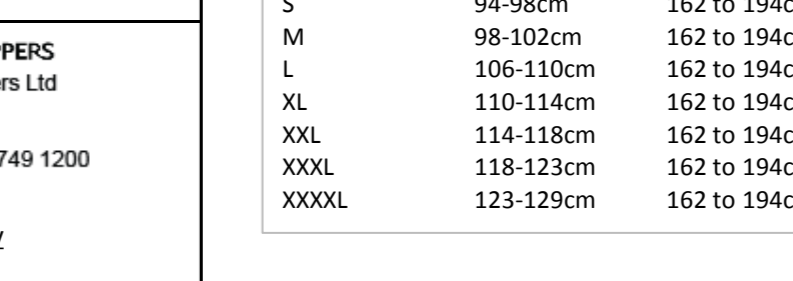 PPERS
ers Ltd
749 1200
S 94-98cm 162 to 194c
M 98-102cm 162 to 194c
L 106-110cm 162 to 194c
XL 110-114cm 162 to 194c
XXL 114-118cm 162 to 194c
XXXL 118-123cm 162 to 194c
XXXXL 123-129cm 162 to 194c